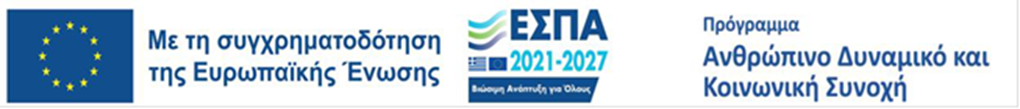 Με τη συγχρηματοδότηση
της Ευρωπαϊκής Ένωσης
ΕΣΠΑ
2021-2027
Βιώσιμη Ανάπτυξη για Όλους
Πρόγραμμα
Ανθρώπινο Δυναμικό και
Κοινωνική Συνοχή